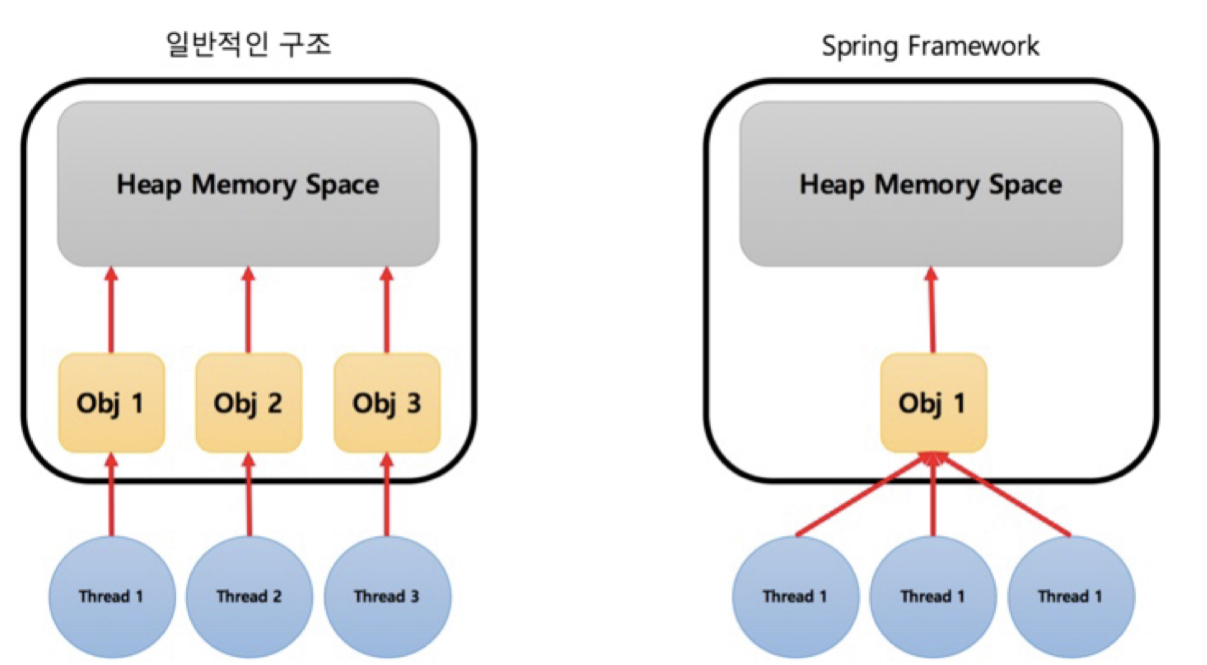 일반적인 구조
Heap Memory Space
Obj 1
Obj 2
Obj 3
Thread 1
Thread 2
Thread 3
Spring Framework
Heap Memory Space
Obj 1
Thread 1
Thread 1
Thread 1